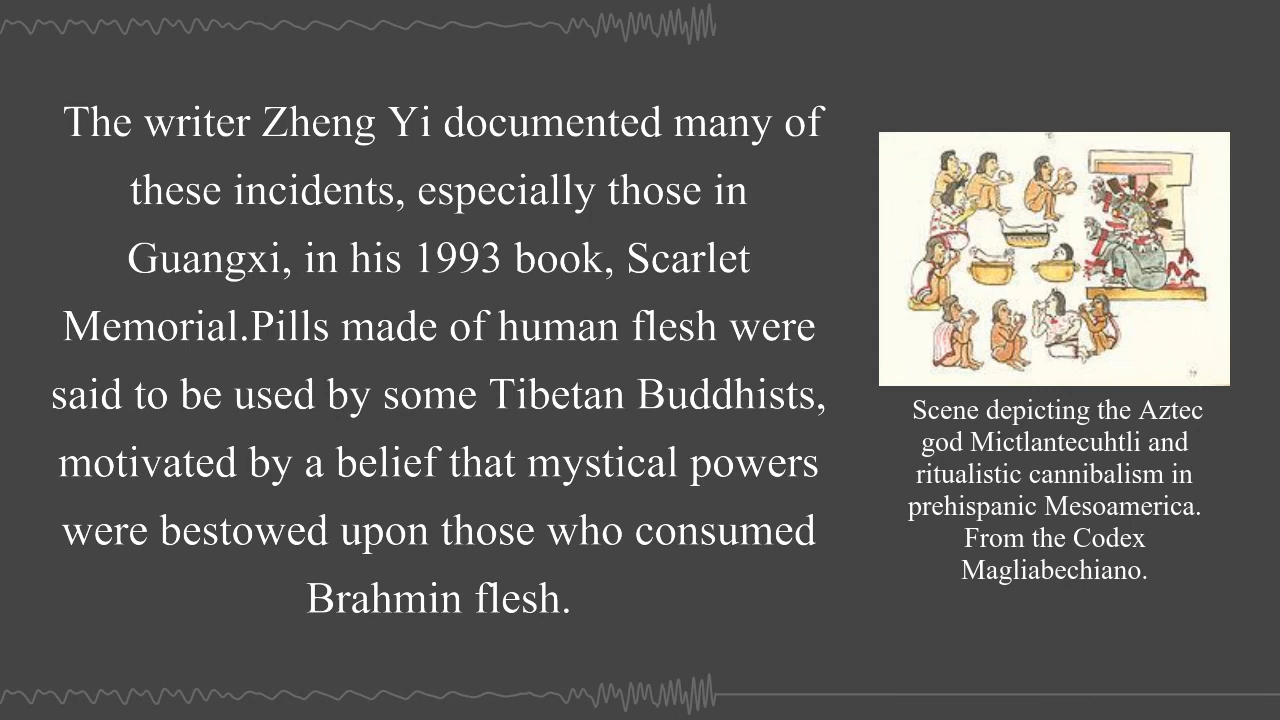 The writer Zheng Yi documented many of
these incidents, especially those in
Guangxi, in his 1993 book, Scarlet
Memorial.Pills made of human flesh were
said to be used by some Tibetan Buddhists,
motivated by a belief that mystical powers
were bestowed upon those who consumed
Brahmin flesh.
Scene depicting the Aztec
god Mictlantecuhtli and
ritualistic cannibalism in
prehispanic Mesoamerica.
From the Codex
Magliabechiano.